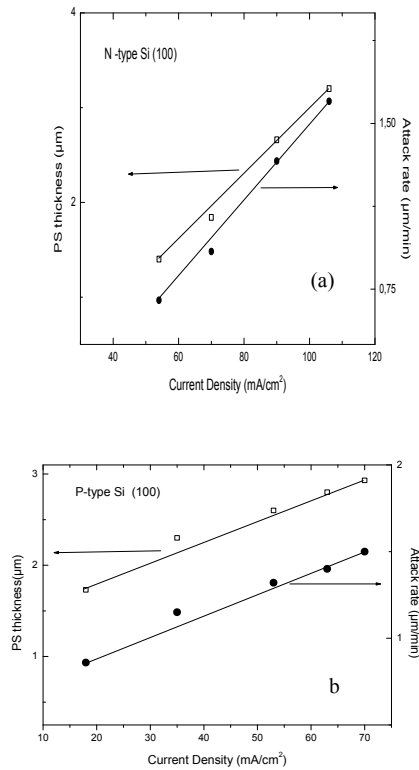 4
N -type Si (100)
PS thickness (μm)
2
1,50
Attack rate (μm/min)
0,75
(a)
40 60 80 100 120
Current Density (mA/cm²)
3
P-type Si (100)
2
PS thickness(μm)
2
1
Attack rate (μm/min)
1
b
10 20 30 40 50 60 70
Current Density (mA/cm²)